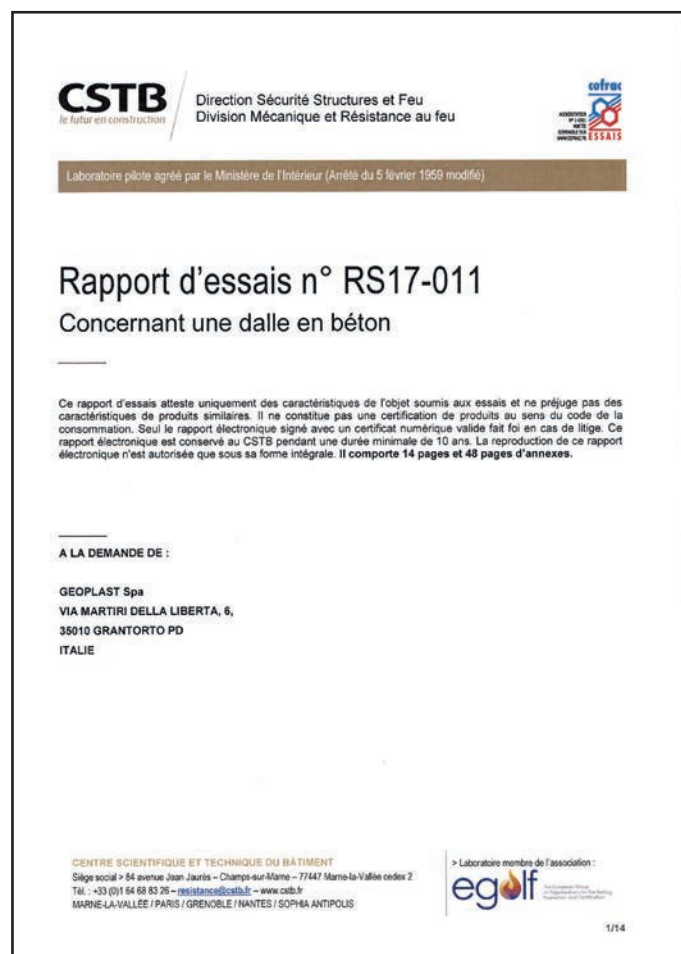 CSTB
le futur en construction
Direction Sécurité Structures et Feu
Division Mécanique et Résistance au feu
cofrac
ESSAIS
Laboratoire pilote agréé par le Ministère de l'Intérieur (Arrêté du 5 février 1959 modifié)
Rapport d'essais n° RS17-011
Concernant une dalle en béton
Ce rapport d'essais atteste uniquement des caractéristiques de l'objet soumis aux essais et ne préjuge pas des
caractéristiques de produits similaires. Il ne constitue pas une certification de produits au sens du code de la
consommation. Seul le rapport électronique signé avec un certificat numérique valide fait foi en cas de litige. Ce
rapport électronique est conservé au CSTB pendant une durée minimale de 10 ans. La reproduction de ce rapport
électronique n'est autorisée que sous sa forme intégrale. Il comporte 14 pages et 48 pages d'annexes.
A LA DEMANDE DE :
GEOPLAST Spa
VIA MARTIRI DELLA LIBERTA, 6,
35010 GRANTORTO PD
ITALIE
CENTRE SCIENTIFIQUE ET TECHNIQUE DU BÂTIMENT
Siège social > 84 avenue Jean Jaurès – Champs-sur-Marne – 77447 Marne-la-Vallée cedex 2
Tél. : +33 (0)1 64 68 83 26 – resistance@cstb.fr – www.cstb.fr
MARNE-LA-VALLÉE / PARIS / GRENOBLE / NANTES / SOPHIA ANTIPOLIS
> Laboratoire membre de l'association :
egolf
1/14